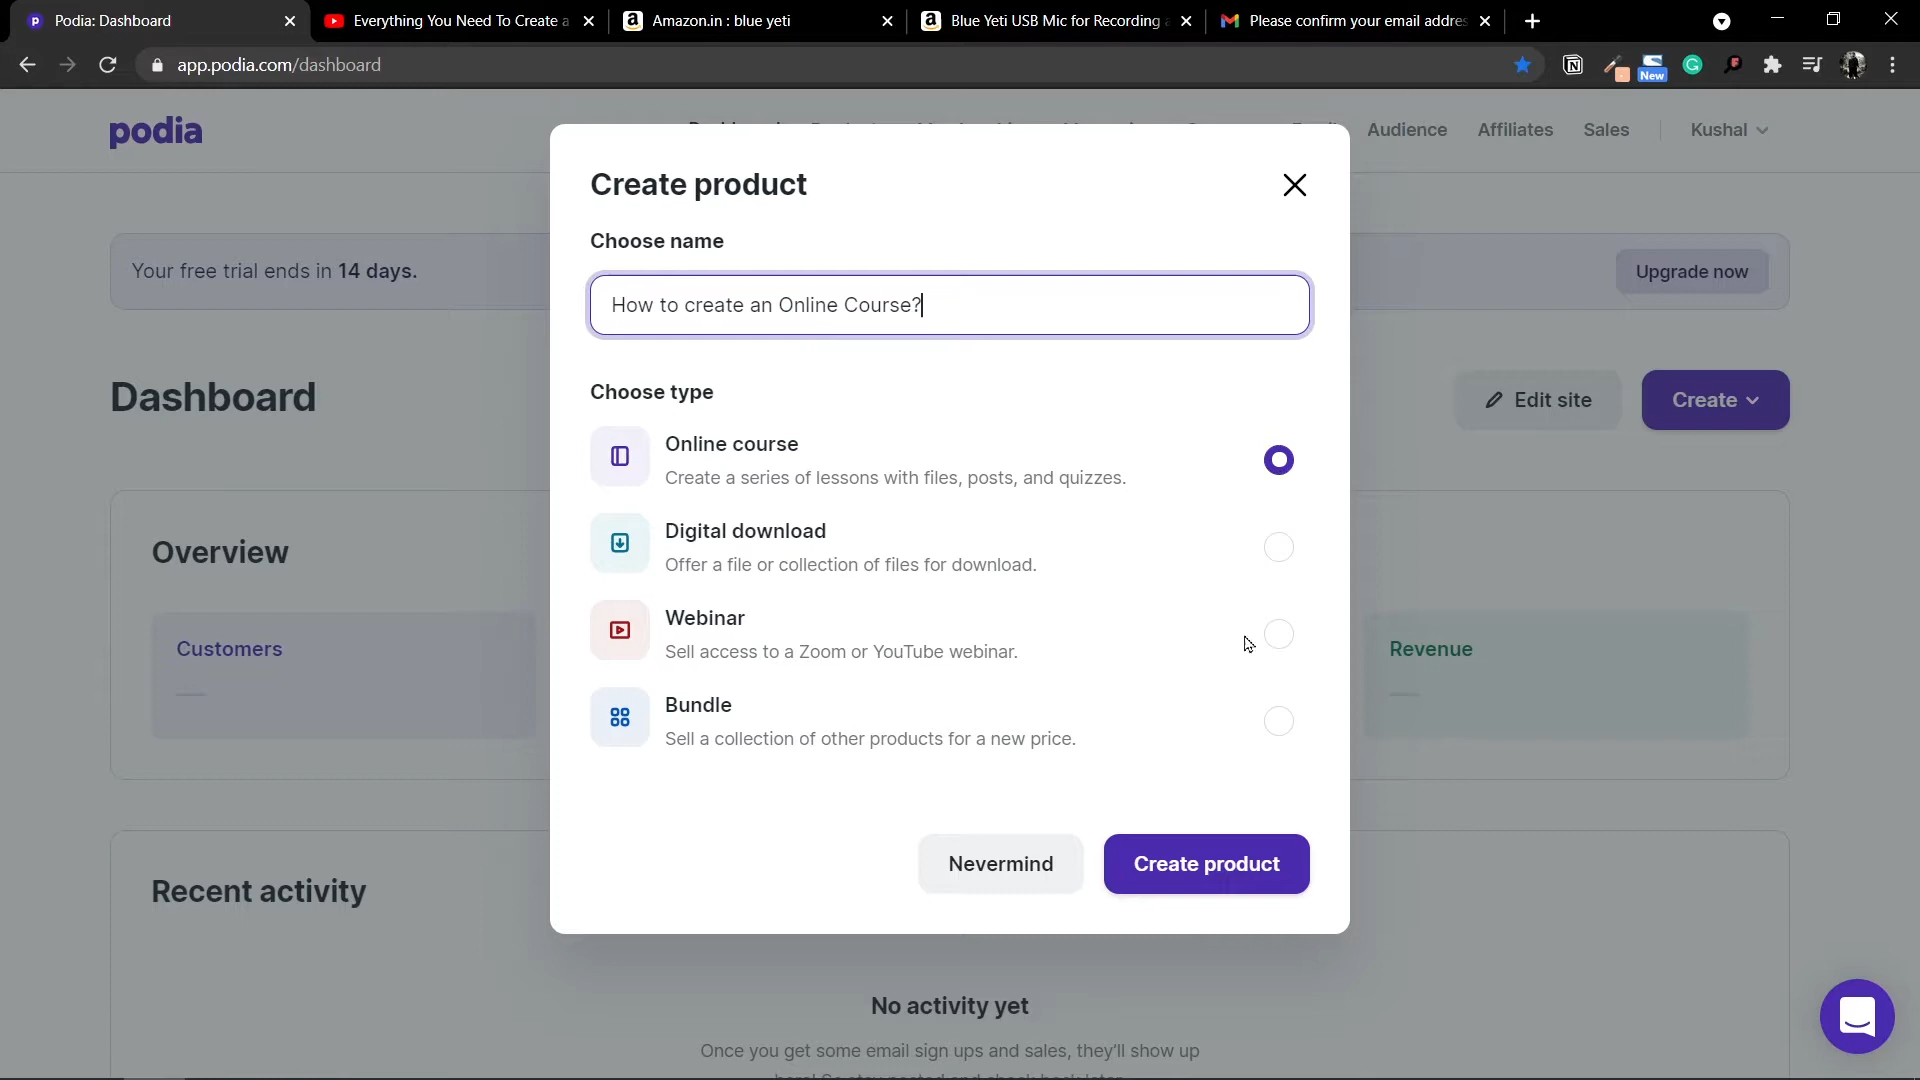 Podia: Dashboard
Everything You Need To Create a
Amazon.in : blue yeti
Blue Yeti USB Mic for Recording a
Please confirm your email addres
app.podia.com/dashboard
New
podia
Audience
Affiliates
Sales
Kushal
Create product
Choose name
Your free trial ends in 14 days.
Upgrade now
How to create an Online Course?
Dashboard
Edit site
Create
Choose type
Online course
Create a series of lessons with files, posts, and quizzes.
Digital download
Offer a file or collection of files for download.
Overview
Webinar
Sell access to a Zoom or YouTube webinar.
Customers
Revenue
Bundle
Sell a collection of other products for a new price.
Nevermind
Create product
Recent activity
No activity yet
Once you get some email sign ups and sales, they'll show up